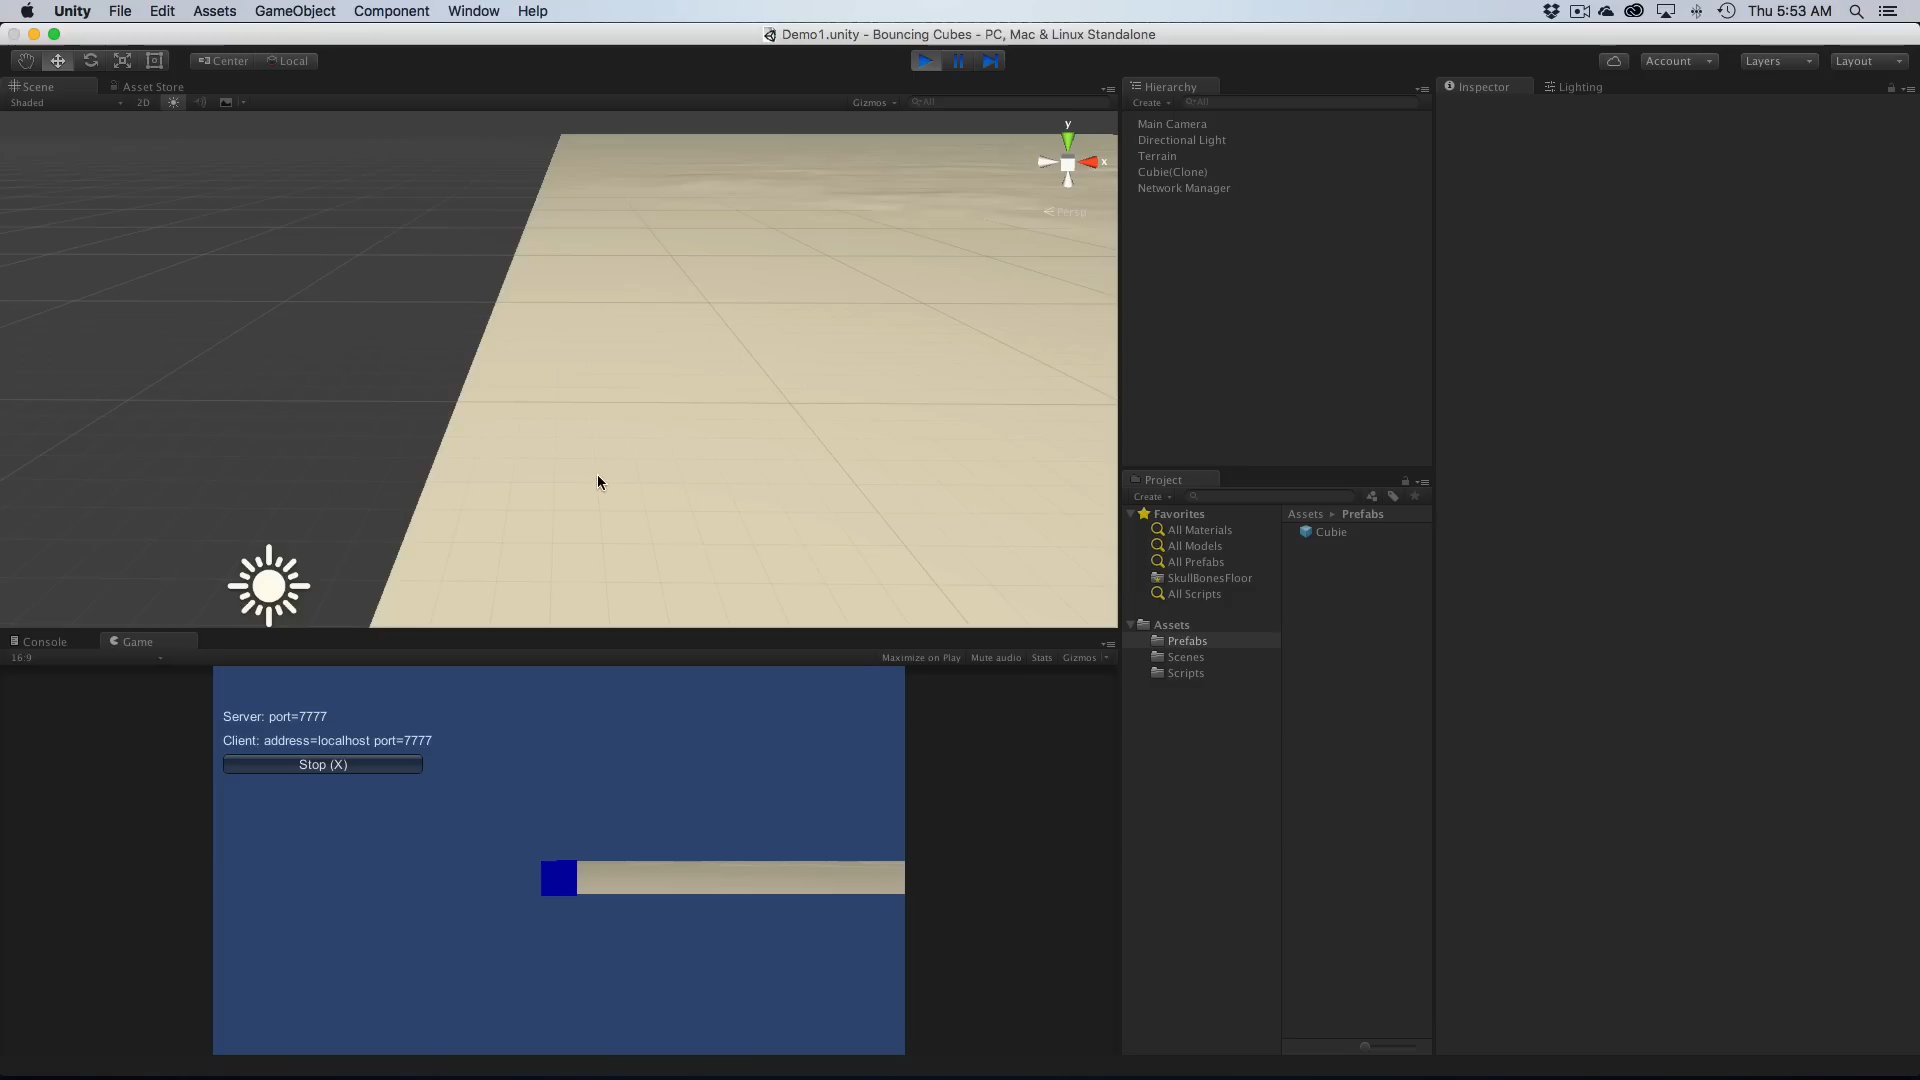 Unity File Edit Assets GameObject Component Window Help Thu 5:53 AM
Demo1.unity - Bouncing Cubes - PC, Mac & Linux Standalone
Center Local Account Layers Layout
Scene Asset Store
Shaded 2D Gizmos All
y
x
Persp
Hierarchy
Create All
Main Camera
Directional Light
Terrain
Cubie(Clone)
Network Manager
Inspector Lighting
Project
Create
Favorites
All Materials
All Models
All Prefabs
SkullBonesFloor
All Scripts
Assets
Prefabs
Scenes
Scripts
Assets Prefabs
Cubie
Console Game
16:9 Maximize on Play Mute audio Stats Gizmos
Server: port=7777
Client: address=localhost port=7777
Stop (X)